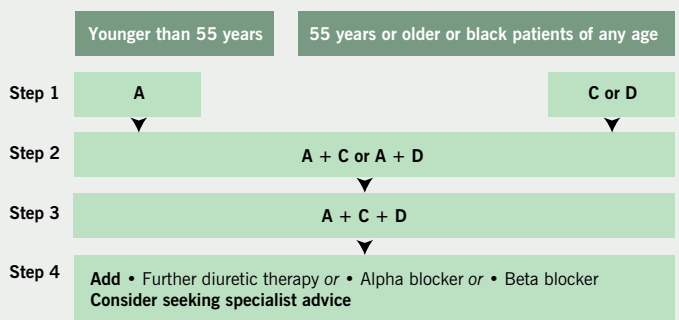 Younger than 55 years
55 years or older or black patients of any age
Step 1
A
C or D
Step 2
A + C or A + D
Step 3
A + C + D
Step 4
Add • Further diuretic therapy or • Alpha blocker or • Beta blocker
Consider seeking specialist advice